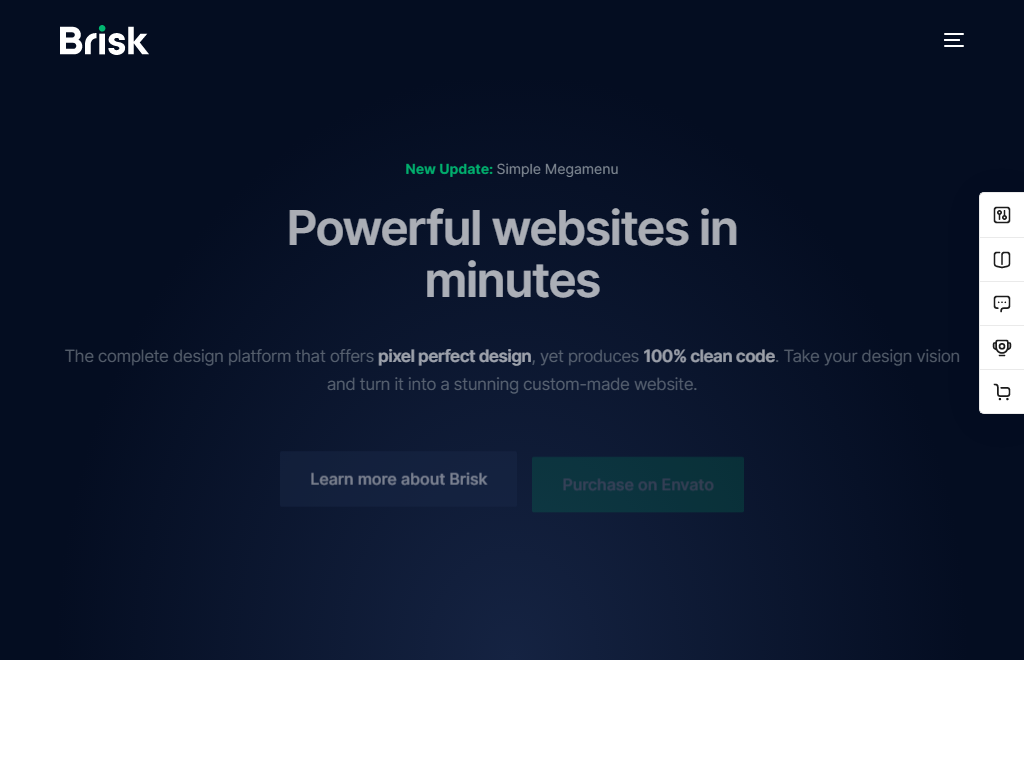 Brisk
New Update: Simple Megamenu
Powerful websites in
minutes
The complete design platform that offers pixel perfect design, yet produces 100% clean code. Take your design vision
and turn it into a stunning custom-made website.
Learn more about Brisk
Purchase on Envato